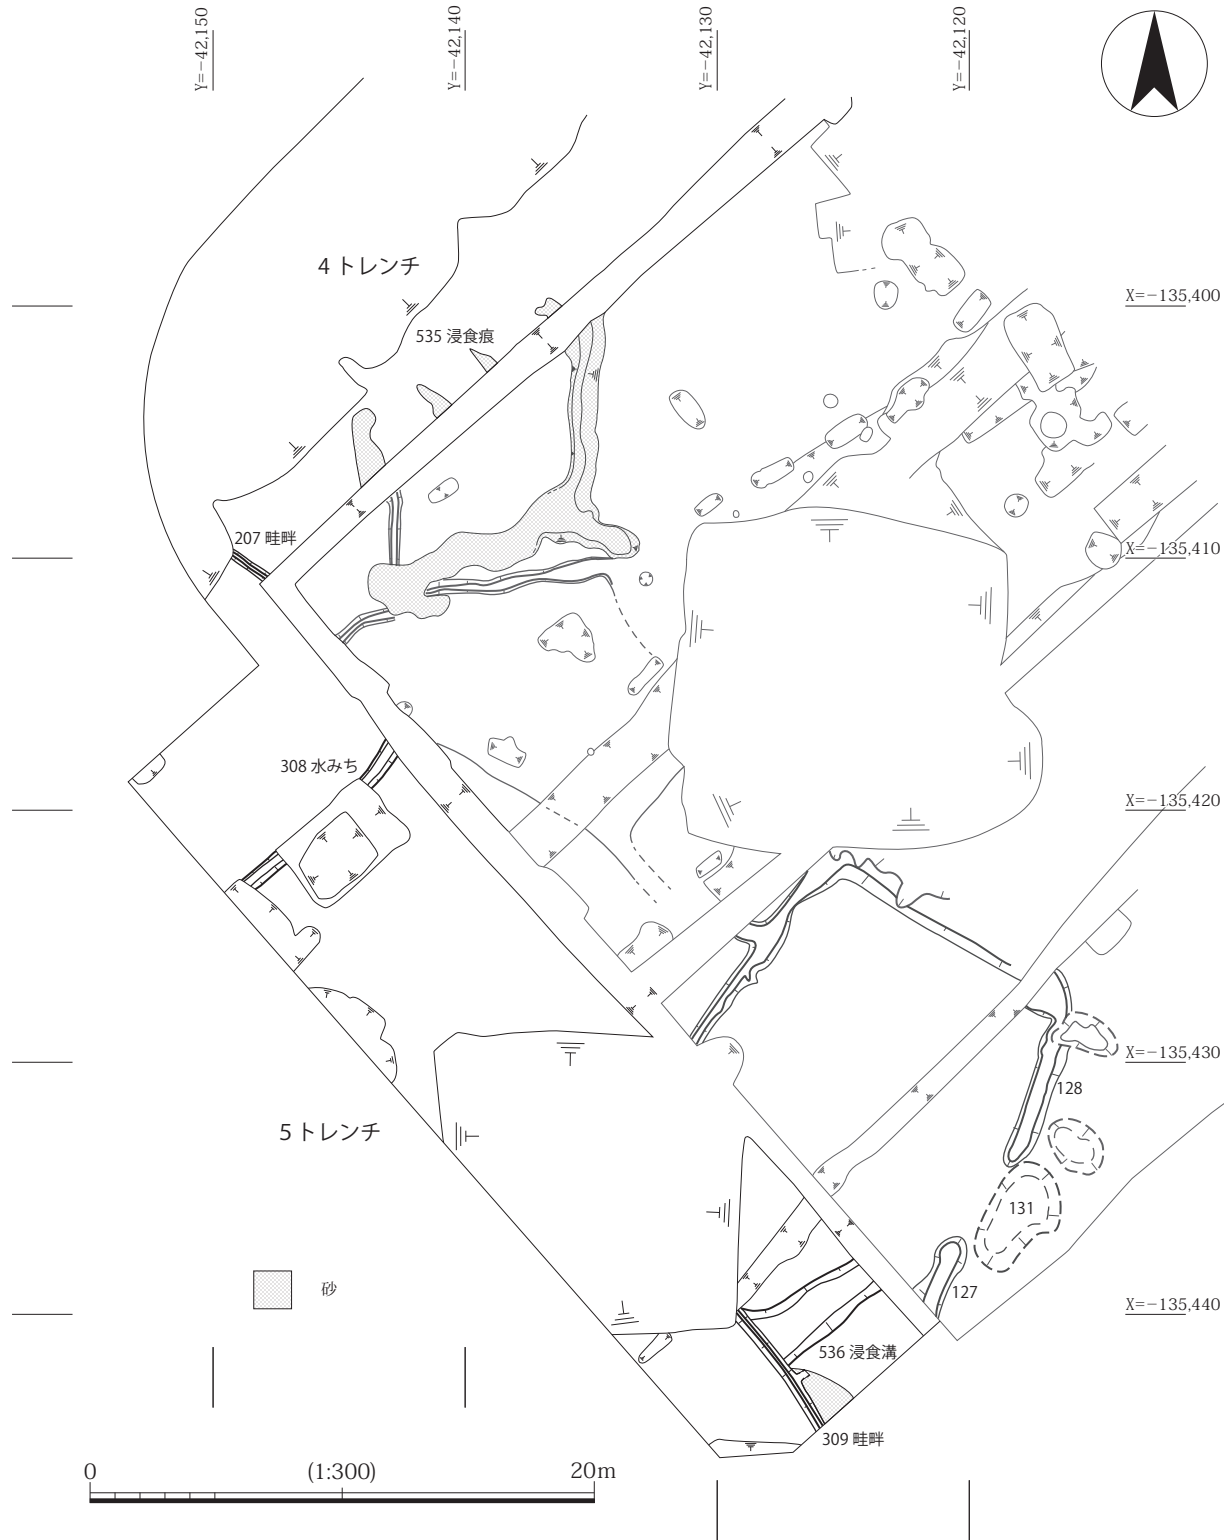 Y=−42,150
Y=−42,140
Y=−42,130
Y=−42,120
4 トレンチ
X=−135,400
535 浸食痕
207 畦畔
X=−135,410
308 水みち
X=−135,420
X=−135,430
128
5 トレンチ
131
127
砂
X=−135,440
536 浸食溝
309 畦畔
0 (1:300) 20m